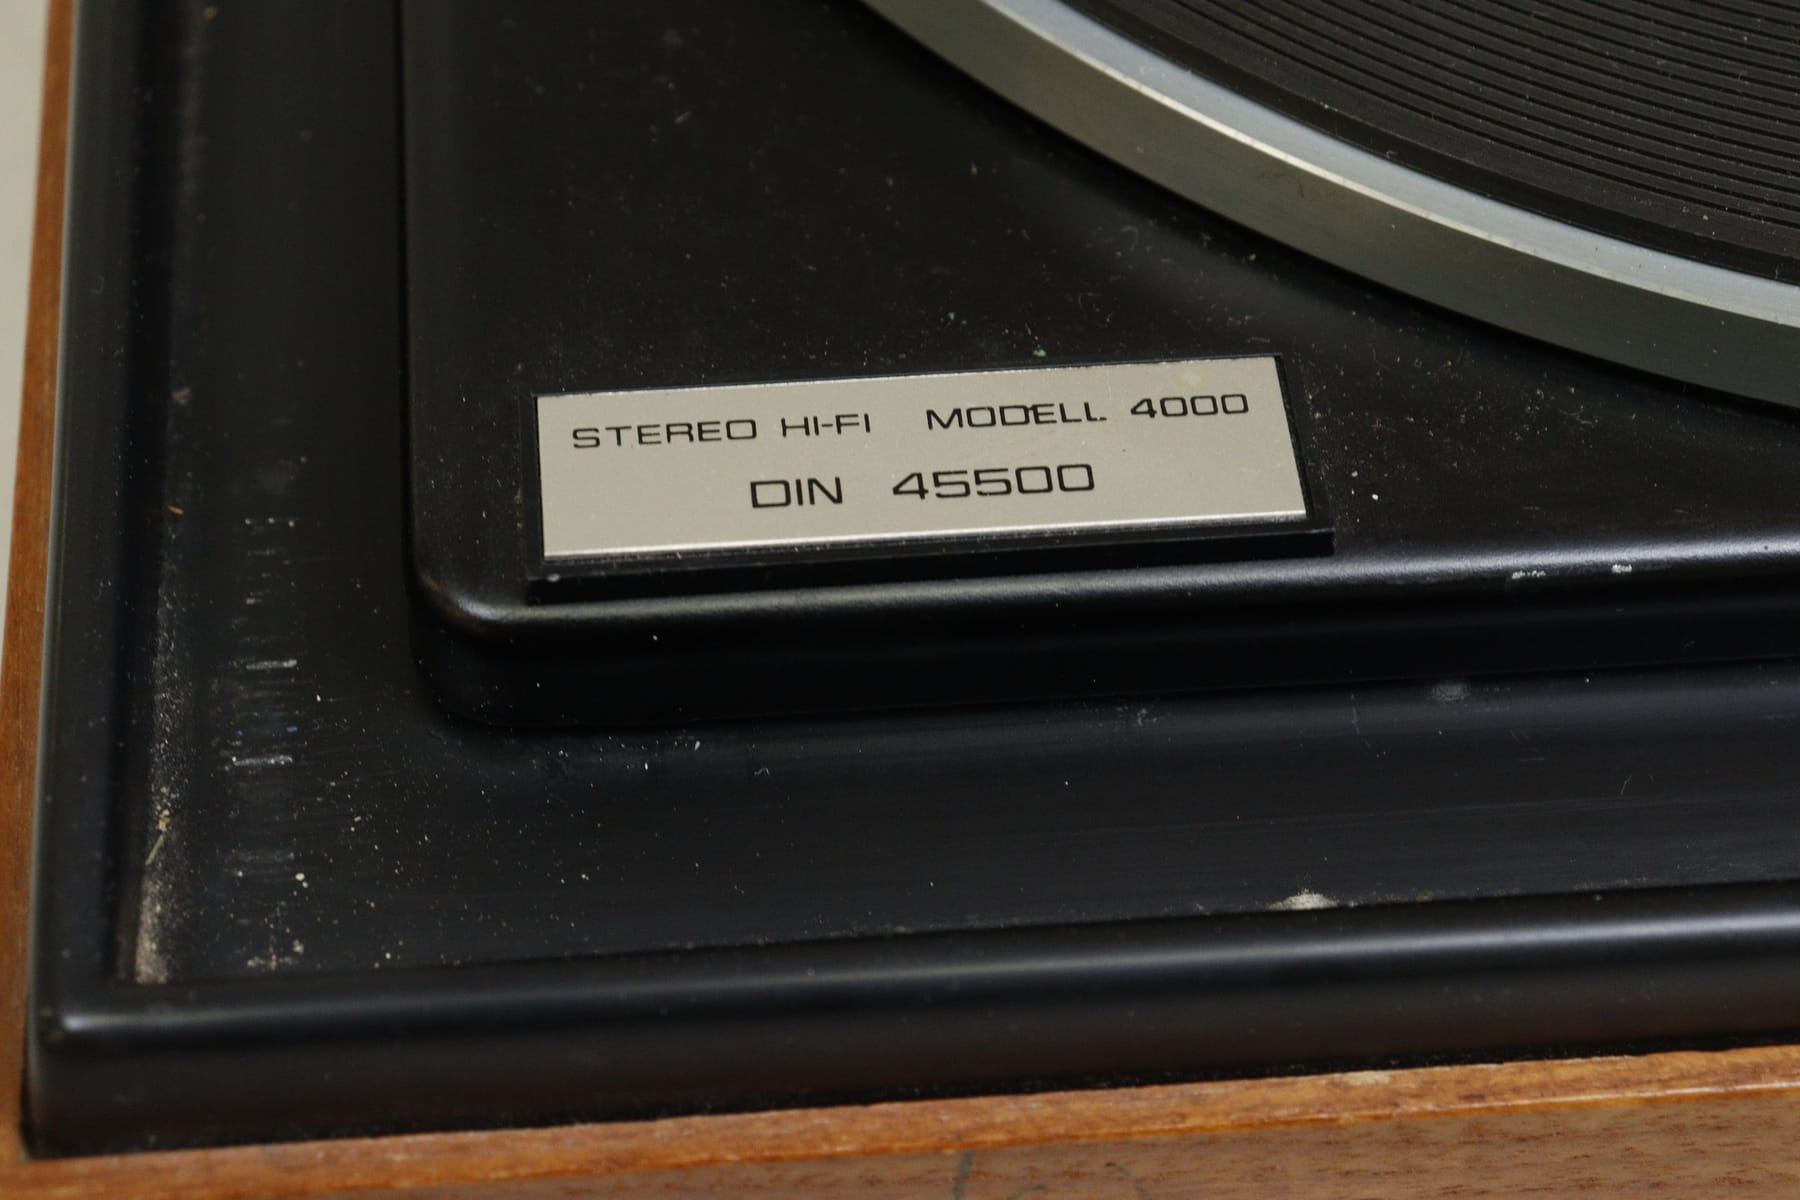 STEREO HI-FI MODELL 4000
DIN 45500